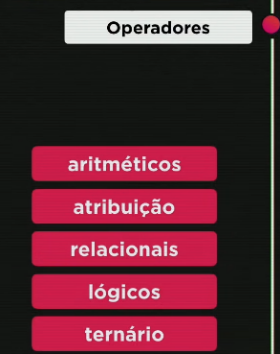 Operadores
aritméticos
atribuição
relacionais
lógicos
ternário